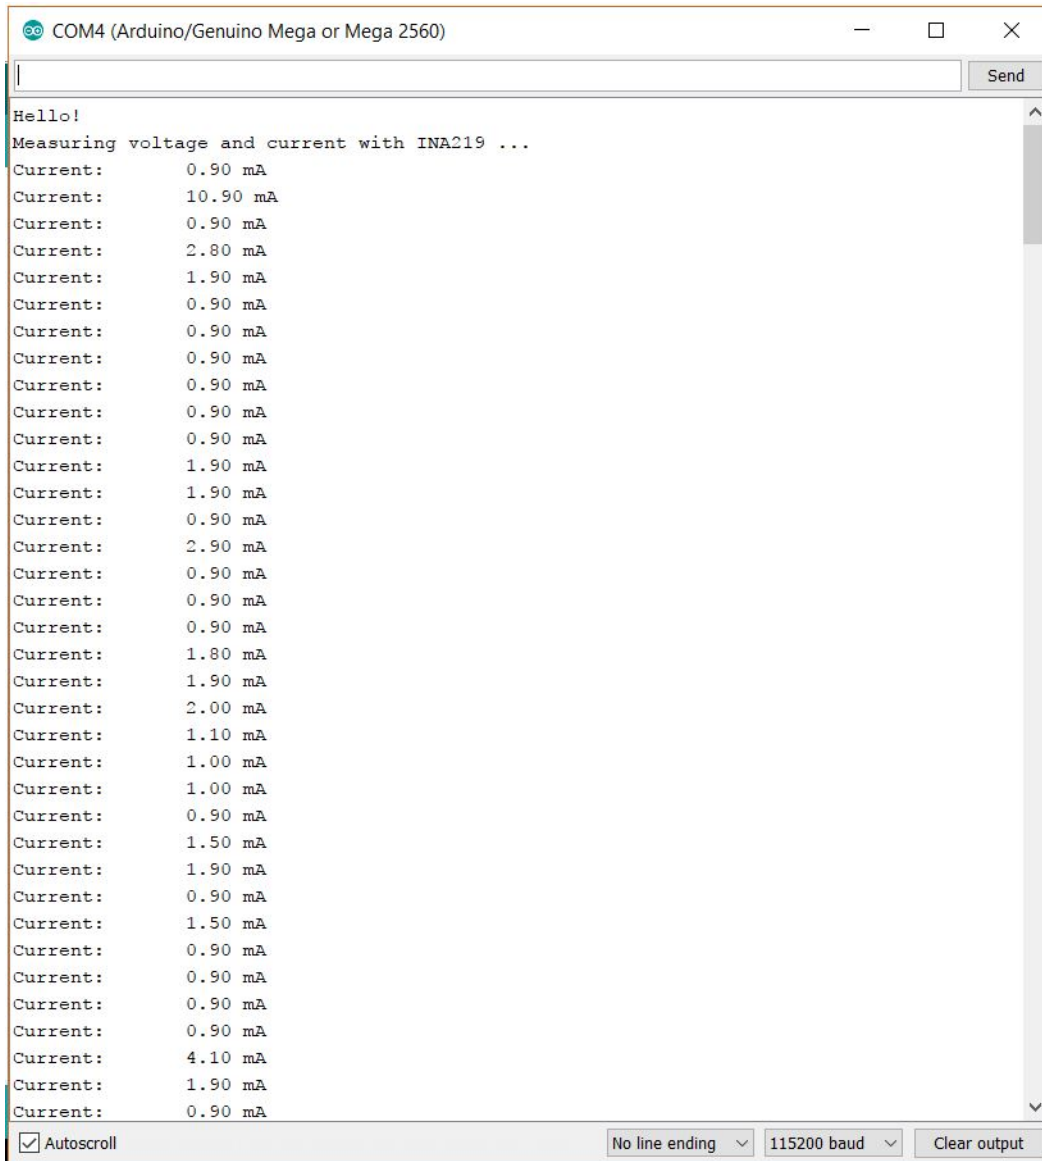 COM4 (Arduino/Genuino Mega or Mega 2560)
Send
Hello!
Measuring voltage and current with INA219 ...
Current: 0.90 mA
Current: 10.90 mA
Current: 0.90 mA
Current: 2.80 mA
Current: 1.90 mA
Current: 0.90 mA
Current: 0.90 mA
Current: 0.90 mA
Current: 0.90 mA
Current: 0.90 mA
Current: 0.90 mA
Current: 1.90 mA
Current: 1.90 mA
Current: 0.90 mA
Current: 2.90 mA
Current: 0.90 mA
Current: 0.90 mA
Current: 0.90 mA
Current: 1.80 mA
Current: 1.90 mA
Current: 2.00 mA
Current: 1.10 mA
Current: 1.00 mA
Current: 1.00 mA
Current: 0.90 mA
Current: 1.50 mA
Current: 1.90 mA
Current: 0.90 mA
Current: 1.50 mA
Current: 0.90 mA
Current: 0.90 mA
Current: 0.90 mA
Current: 0.90 mA
Current: 4.10 mA
Current: 1.90 mA
Current: 0.90 mA
Autoscroll No line ending 115200 baud Clear output